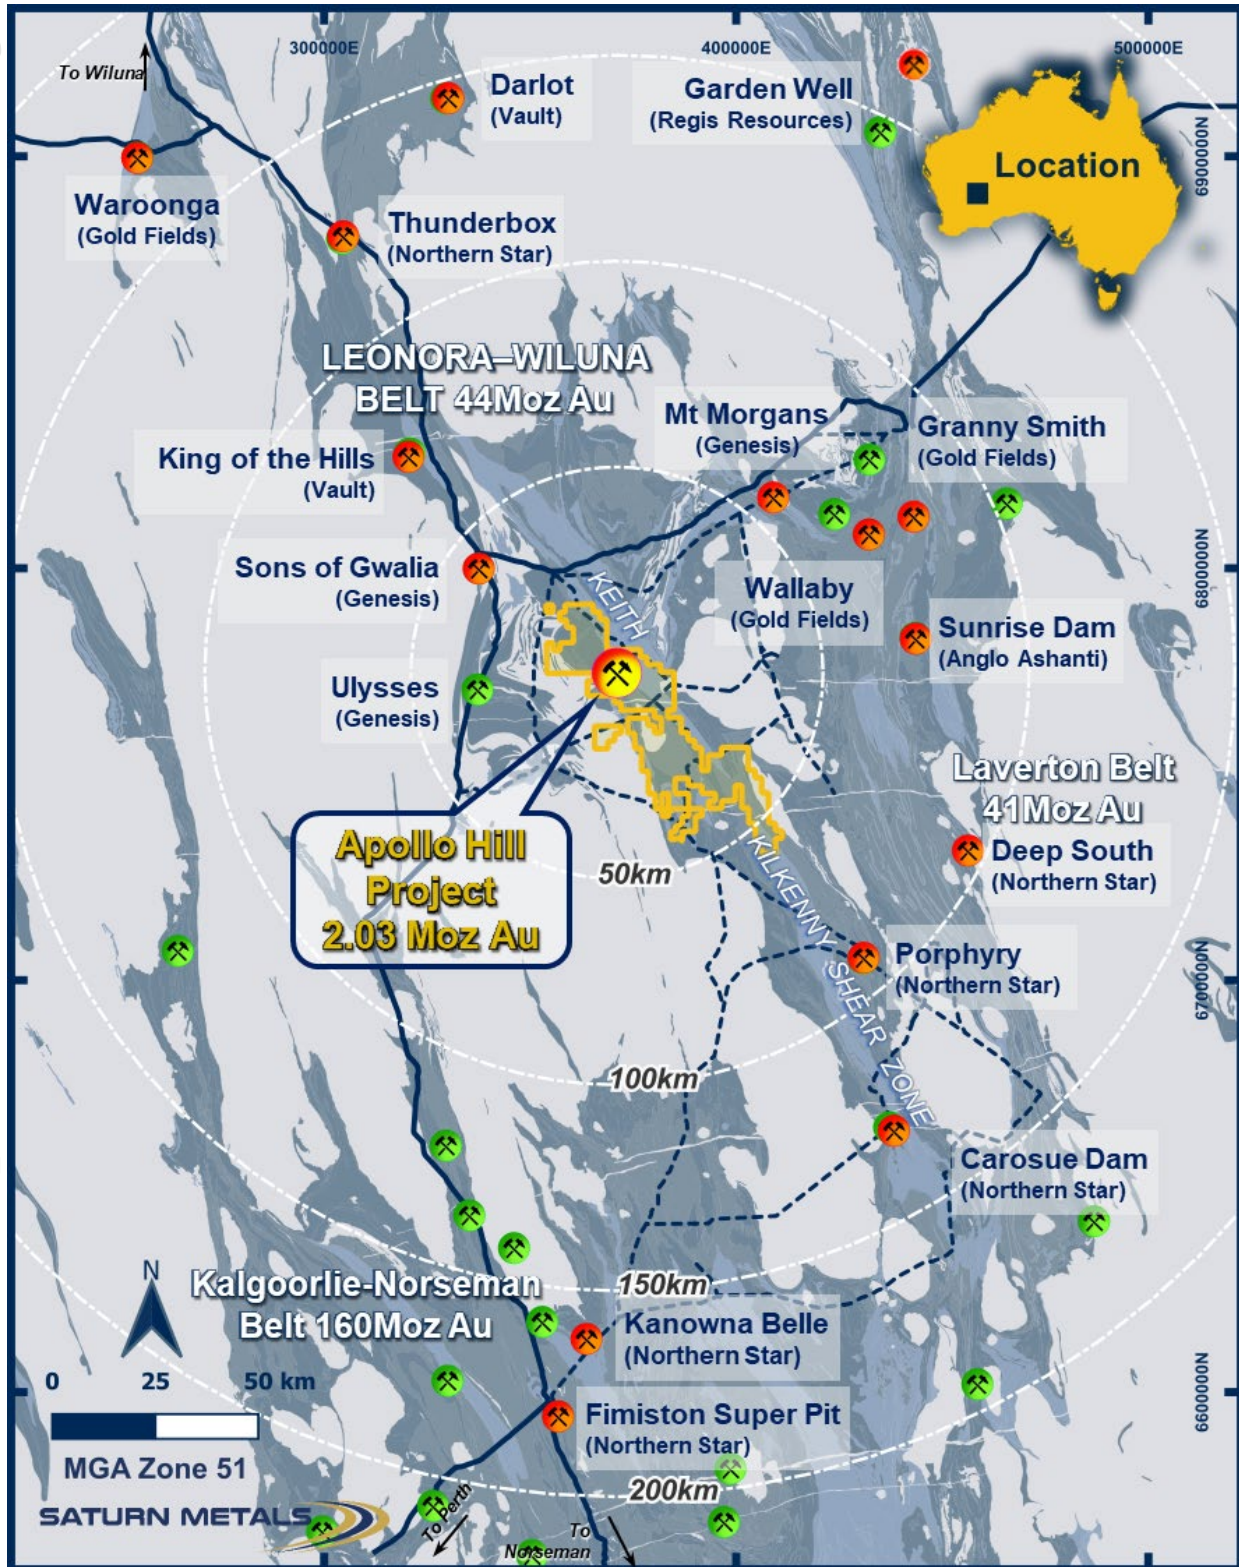 300000E
400000E
500000E
To Wiluna
Darlot
(Vault)
Garden Well
(Regis Resources)
Location
6900000N
Waroonga
(Gold Fields)
Thunderbox
(Northern Star)
LEONORA–WILUNA
BELT 44Moz Au
Mt Morgans
(Genesis)
Granny Smith
(Gold Fields)
King of the Hills
(Vault)
Sons of Gwalia
(Genesis)
KEITH
Wallaby
(Gold Fields)
6800000N
Sunrise Dam
(Anglo Ashanti)
Ulysses
(Genesis)
Laverton Belt
41Moz Au
Apollo Hill
Project
2.03 Moz Au
50km
KILKENNY SHEAR ZONE
Deep South
(Northern Star)
Porphyry
(Northern Star)
6700000N
100km
Carosue Dam
(Northern Star)
N
Kalgoorlie-Norseman
Belt 160Moz Au
150km
Kanowna Belle
(Northern Star)
0 25 50 km
Fimiston Super Pit
(Northern Star)
6600000N
MGA Zone 51
200km
SATURN METALS
To Perth
To
Norseman